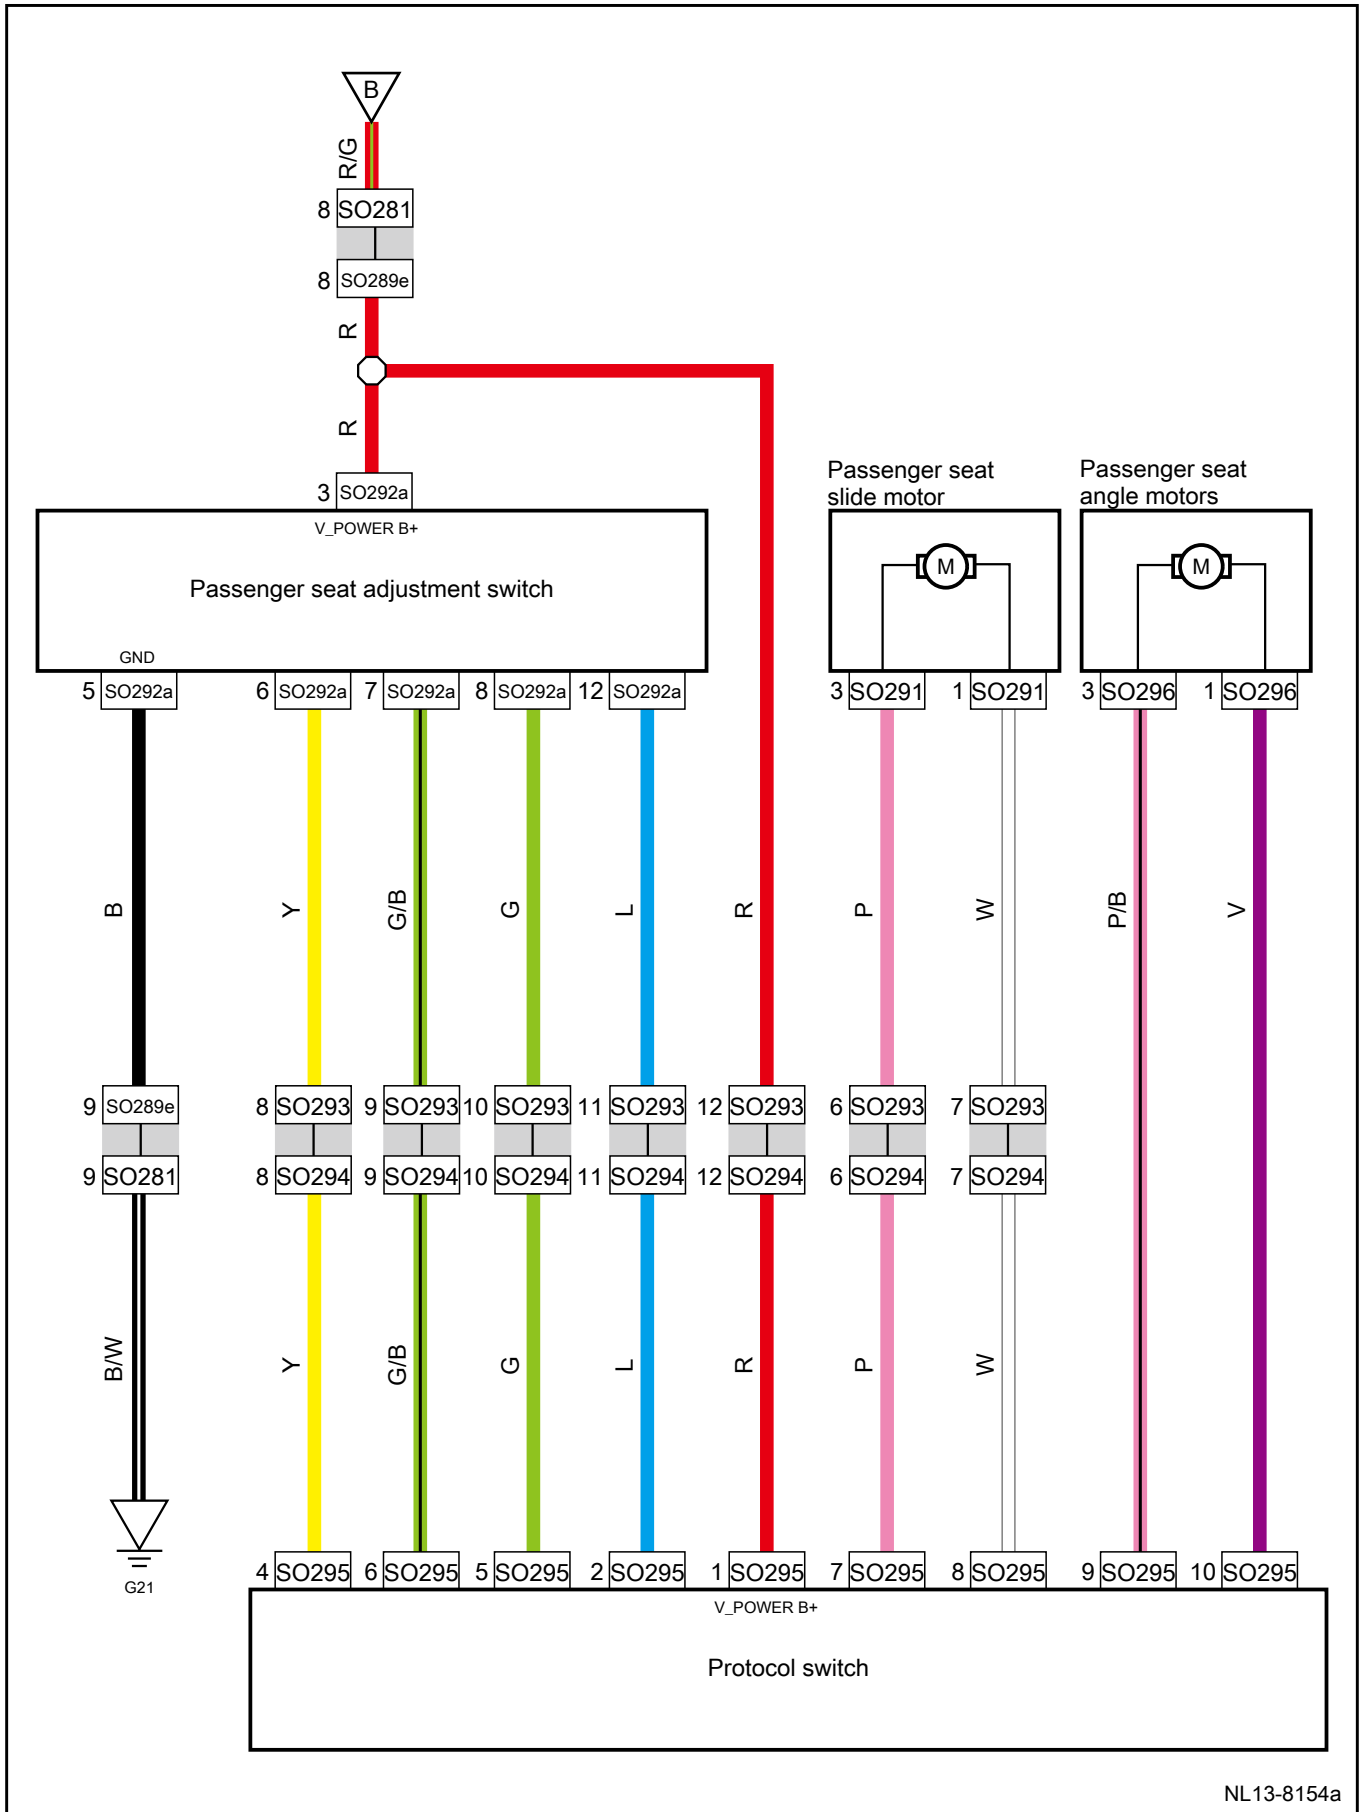 B
R/G
8 SO281
8 SO289e
R
R
3 SO292a
V_POWER B+
Passenger seat adjustment switch
GND
Passenger seat
slide motor
M
Passenger seat
angle motors
M
5 SO292a 6 SO292a 7 SO292a 8 SO292a 12 SO292a 3 SO291 1 SO291 3 SO296 1 SO296
B Y G/B G L R P W P/B V
9 SO289e 8 SO293 9 SO293 10 SO293 11 SO293 12 SO293 6 SO293 7 SO293
9 SO281 8 SO294 9 SO294 10 SO294 11 SO294 12 SO294 6 SO294 7 SO294
B/W Y G/B G L R P W
G21
4 SO295 6 SO295 5 SO295 2 SO295 1 SO295 7 SO295 8 SO295 9 SO295 10 SO295
V_POWER B+
Protocol switch
NL13-8154a